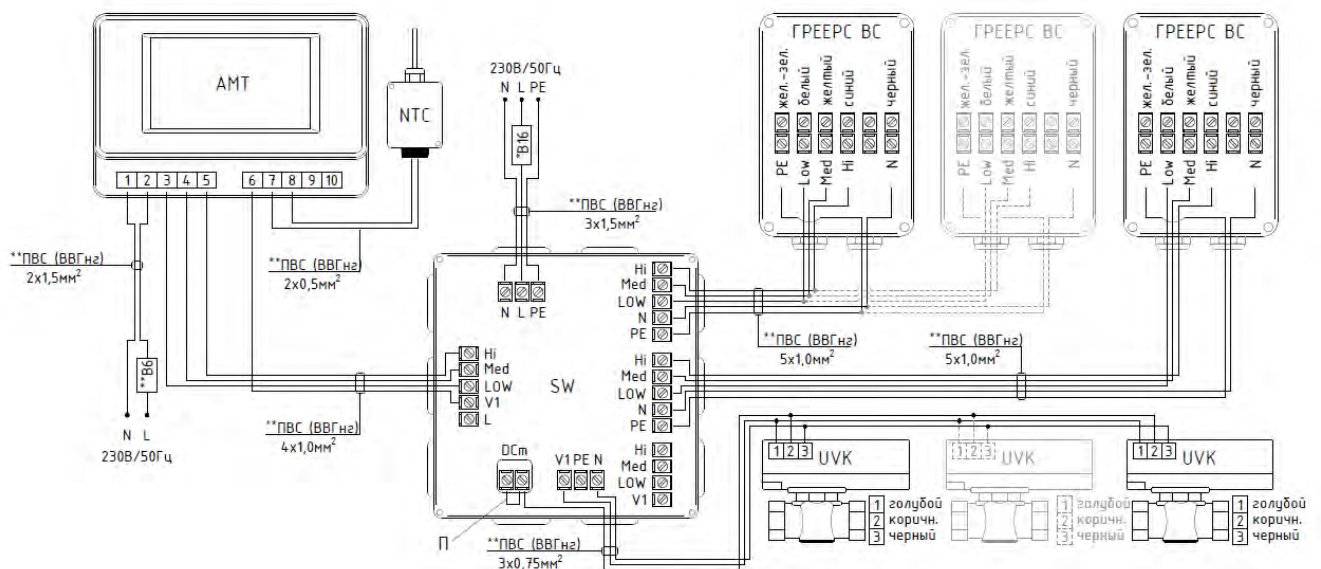 АМТ
NTC
1 2 3 4 5
6 7 8 9 10
**ПВС (ВВГнг)
2х1,5мм²
**ПВС (ВВГнг)
2х0,5мм²
**В6
N L
230В/50Гц
230В/50Гц
N L PE
*В16
**ПВС (ВВГнг)
3х1,5мм²
N L PE
SW
Hi
Med
LOW
V1
L
**ПВС (ВВГнг)
4х1,0мм²
DCm
V1 PE N
П
**ПВС (ВВГнг)
3х0,75мм²
Hi
Med
LOW
N
PE
Hi
Med
LOW
N
PE
Hi
Med
LOW
V1
**ПВС (ВВГнг)
5х1,0мм²
**ПВС (ВВГнг)
5х1,0мм²
ГРЕЕРС ВС
жел.-зел.
белый
желтый
синий
черный
PE
Low
Med
Hi
N
ГРЕЕРС ВС
жел.-зел.
белый
желтый
синий
черный
PE
Low
Med
Hi
N
ГРЕЕРС ВС
жел.-зел.
белый
желтый
синий
черный
PE
Low
Med
Hi
N
1 2 3
UVK
1 голубой
2 коричн.
3 черный
1 2 3
UVK
1 голубой
2 коричн.
3 черный
1 2 3
UVK
1 голубой
2 коричн.
3 черный